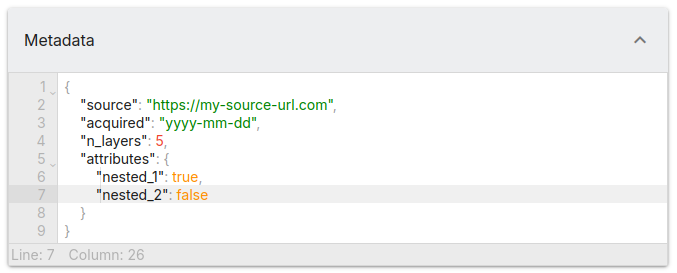 Metadata
1 {
2 "source": "https://my-source-url.com",
3 "acquired": "yyyy-mm-dd",
4 "n_layers": 5,
5 "attributes": {
6 "nested_1": true,
7 "nested_2": false
8 }
9 }
Line: 7 Column: 26